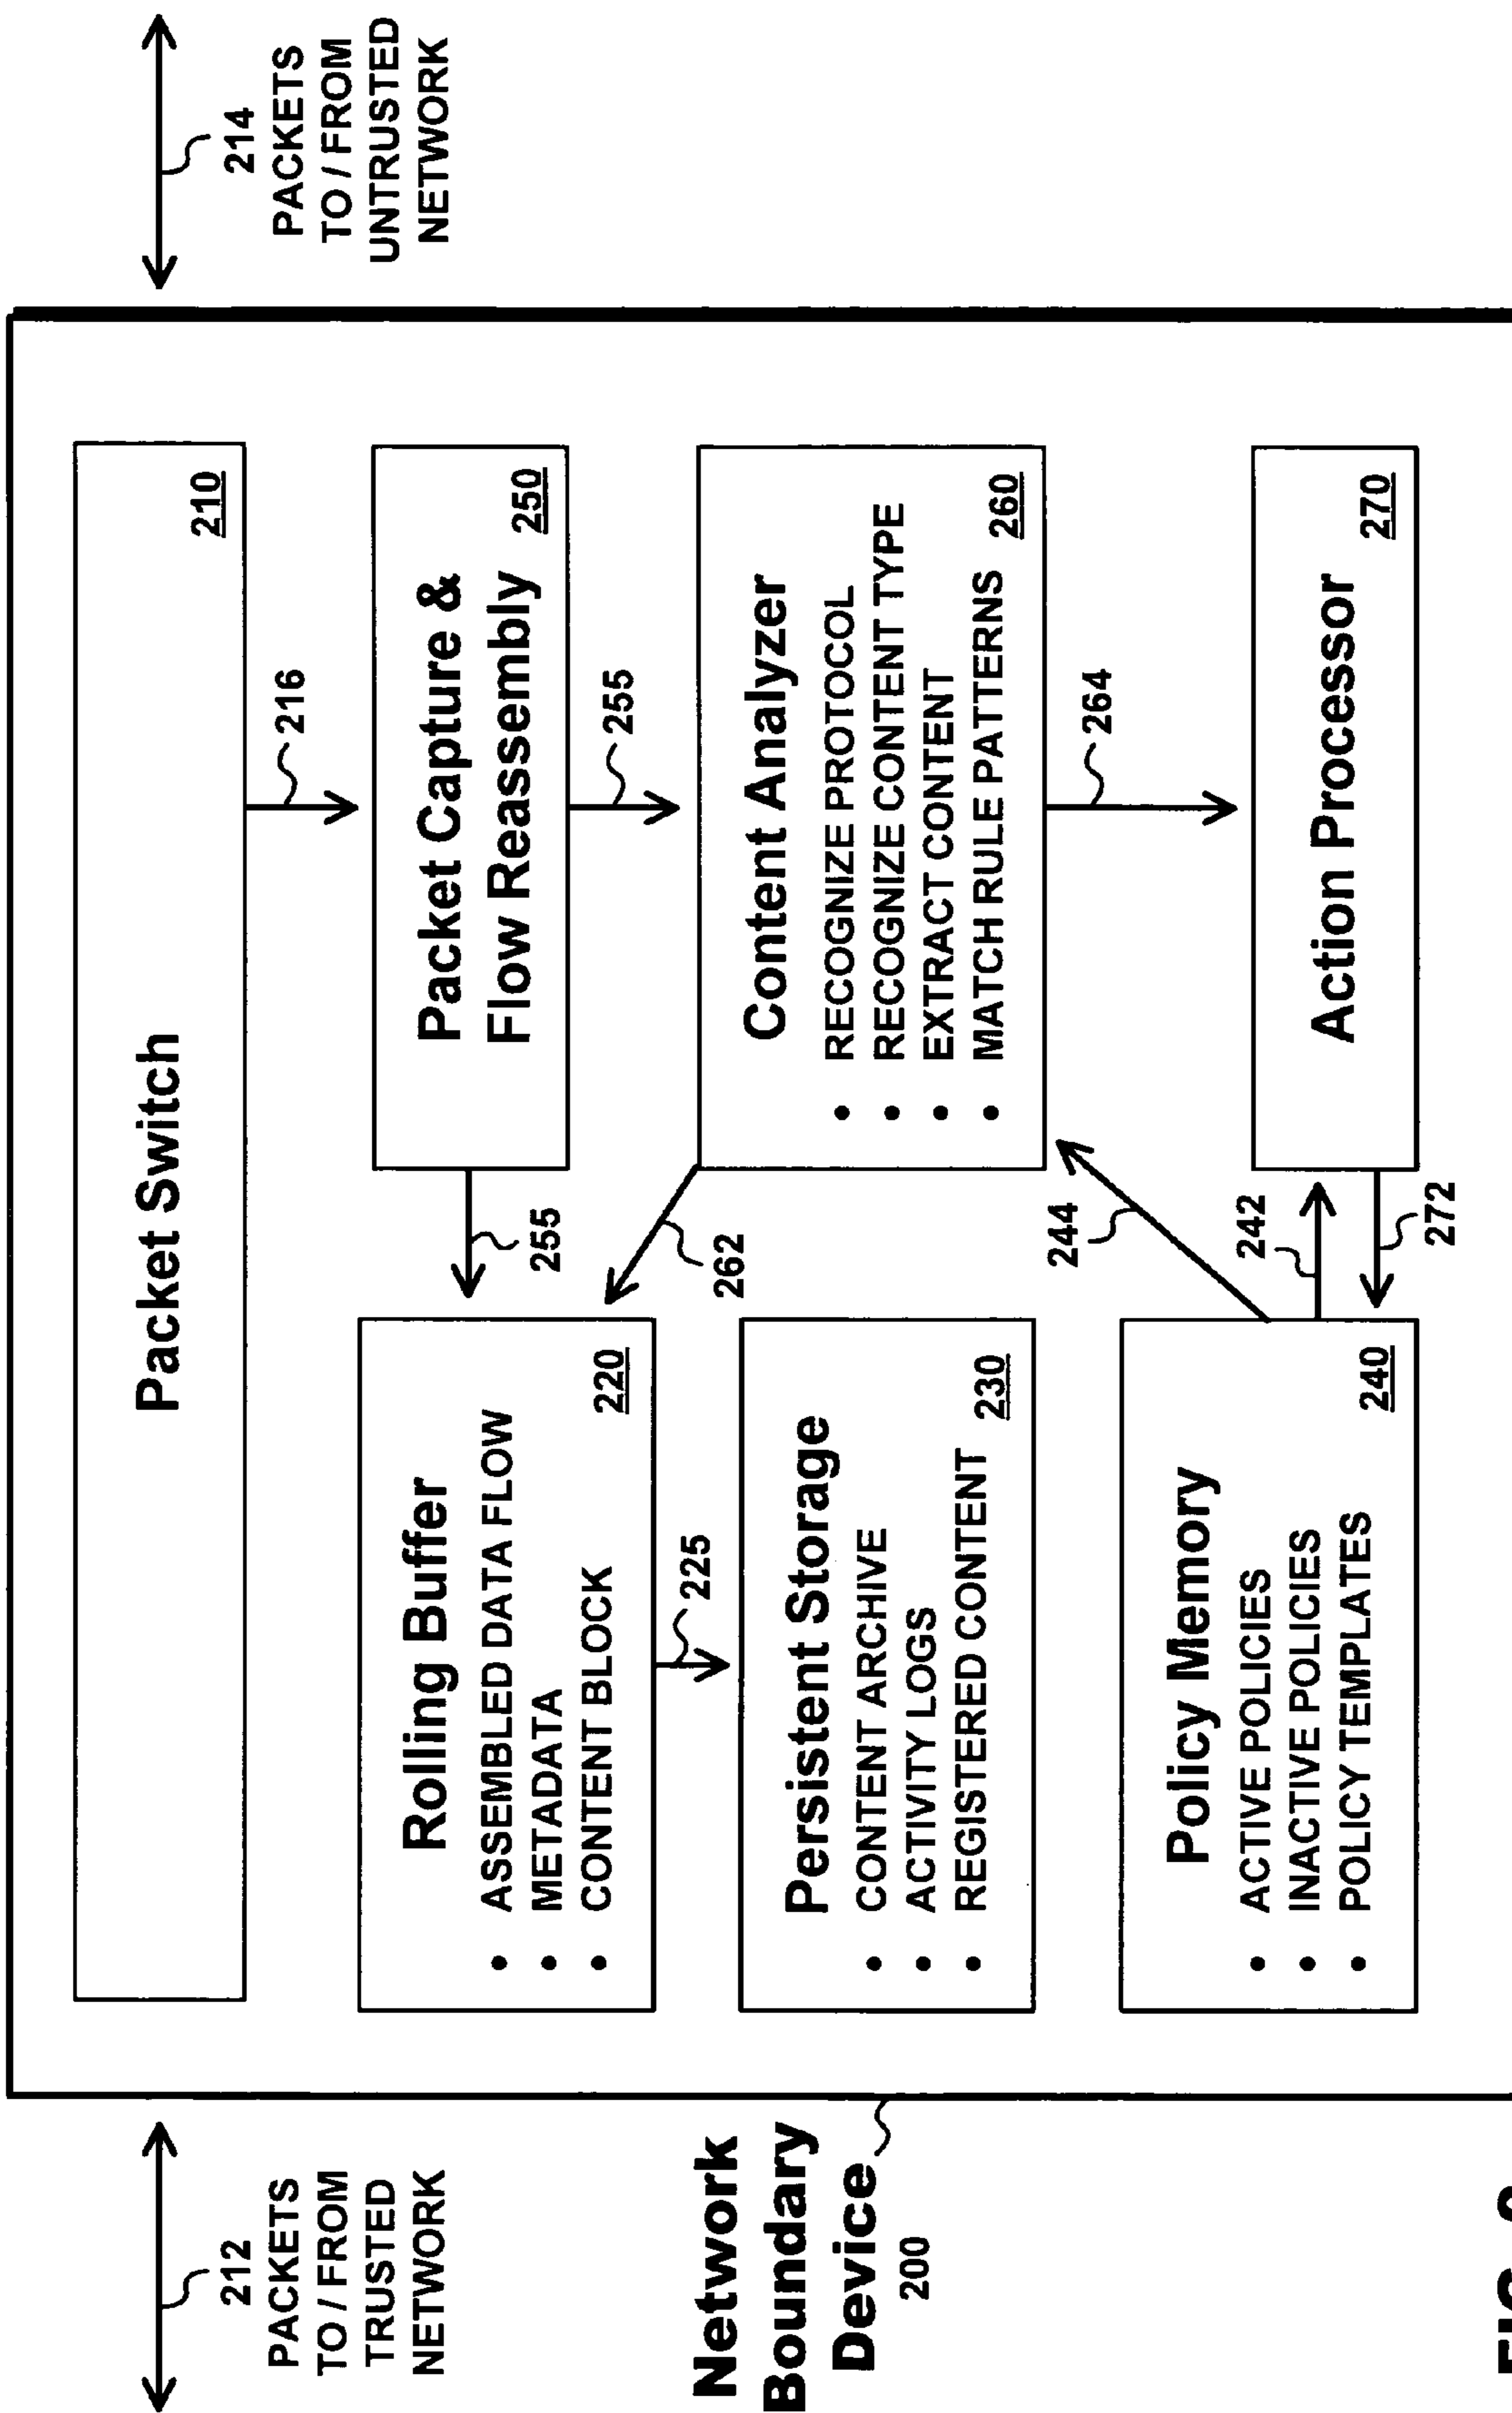 212
PACKETS
TO / FROM
TRUSTED
NETWORK
214
PACKETS
TO / FROM
UNTRUSTED
NETWORK
Network
Boundary
Device
200
Packet Switch
210
216
Packet Capture &
Flow Reassembly
250
255
255
Rolling Buffer
• ASSEMBLED DATA FLOW
• METADATA
• CONTENT BLOCK
220
262
225
Content Analyzer
• RECOGNIZE PROTOCOL
• RECOGNIZE CONTENT TYPE
• EXTRACT CONTENT
• MATCH RULE PATTERNS
260
Persistent Storage
• CONTENT ARCHIVE
• ACTIVITY LOGS
• REGISTERED CONTENT
230
244
264
Policy Memory
• ACTIVE POLICIES
• INACTIVE POLICIES
• POLICY TEMPLATES
240
242
272
Action Processor
270